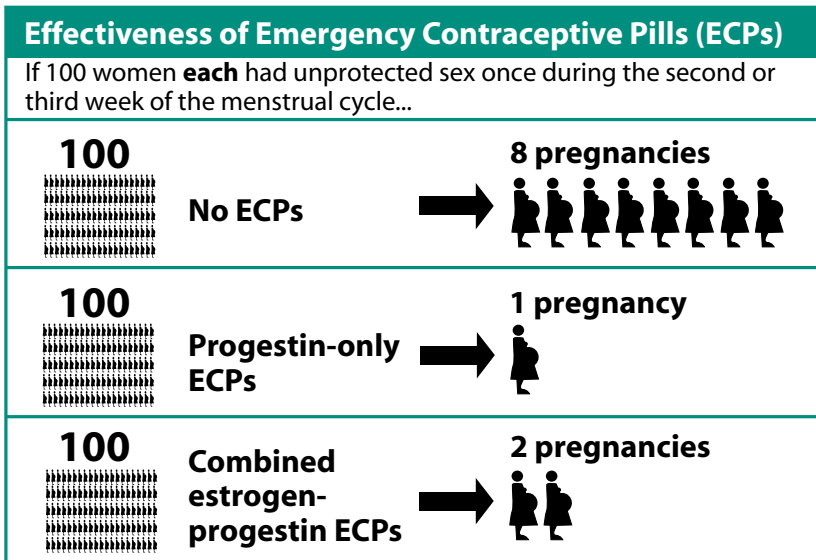 Effectiveness of Emergency Contraceptive Pills (ECPs)
If 100 women each had unprotected sex once during the second or
third week of the menstrual cycle...
100
No ECPs
8 pregnancies
100
Progestin-only
ECPs
1 pregnancy
100
Combined
estrogen-
progestin ECPs
2 pregnancies